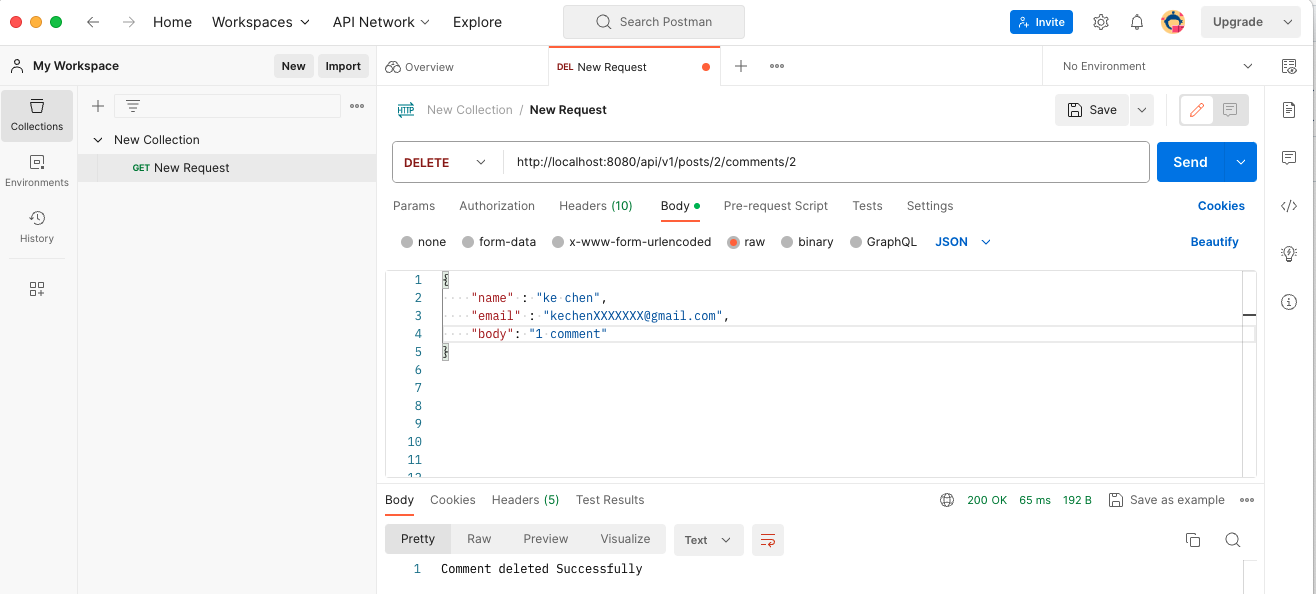 Home Workspaces API Network Explore Search Postman Invite Upgrade
My Workspace New Import Overview DEL New Request No Environment
Collections
Environments
History
New Collection
GET New Request
HTTP New Collection / New Request Save
DELETE http://localhost:8080/api/v1/posts/2/comments/2 Send
Params Authorization Headers (10) Body Pre-request Script Tests Settings Cookies
none form-data x-www-form-urlencoded raw binary GraphQL JSON Beautify
1 {
2 "name" : "ke chen",
3 "email" : "kechenXXXXXXX@gmail.com",
4 "body": "1 comment"
5 }
6
7
8
9
10
11
12
Body Cookies Headers (5) Test Results 200 OK 65 ms 192 B Save as example
Pretty Raw Preview Visualize Text
1 Comment deleted Successfully